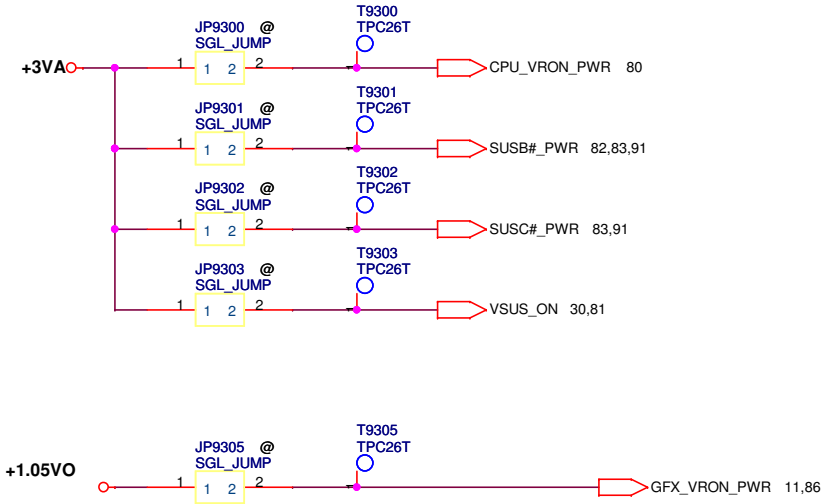 T9300
JP9300 @ TPC26T
SGL_JUMP
+3VA 1 1 2 2 CPU_VRON_PWR 80
T9301
JP9301 @ TPC26T
SGL_JUMP
1 1 2 2 SUSB#_PWR 82,83,91
T9302
JP9302 @ TPC26T
SGL_JUMP
1 1 2 2 SUSC#_PWR 83,91
T9303
JP9303 @ TPC26T
SGL_JUMP
1 1 2 2 VSUS_ON 30,81
T9305
JP9305 @ TPC26T
SGL_JUMP
+1.05VO
1 1 2 2 GFX_VRON_PWR 11,86